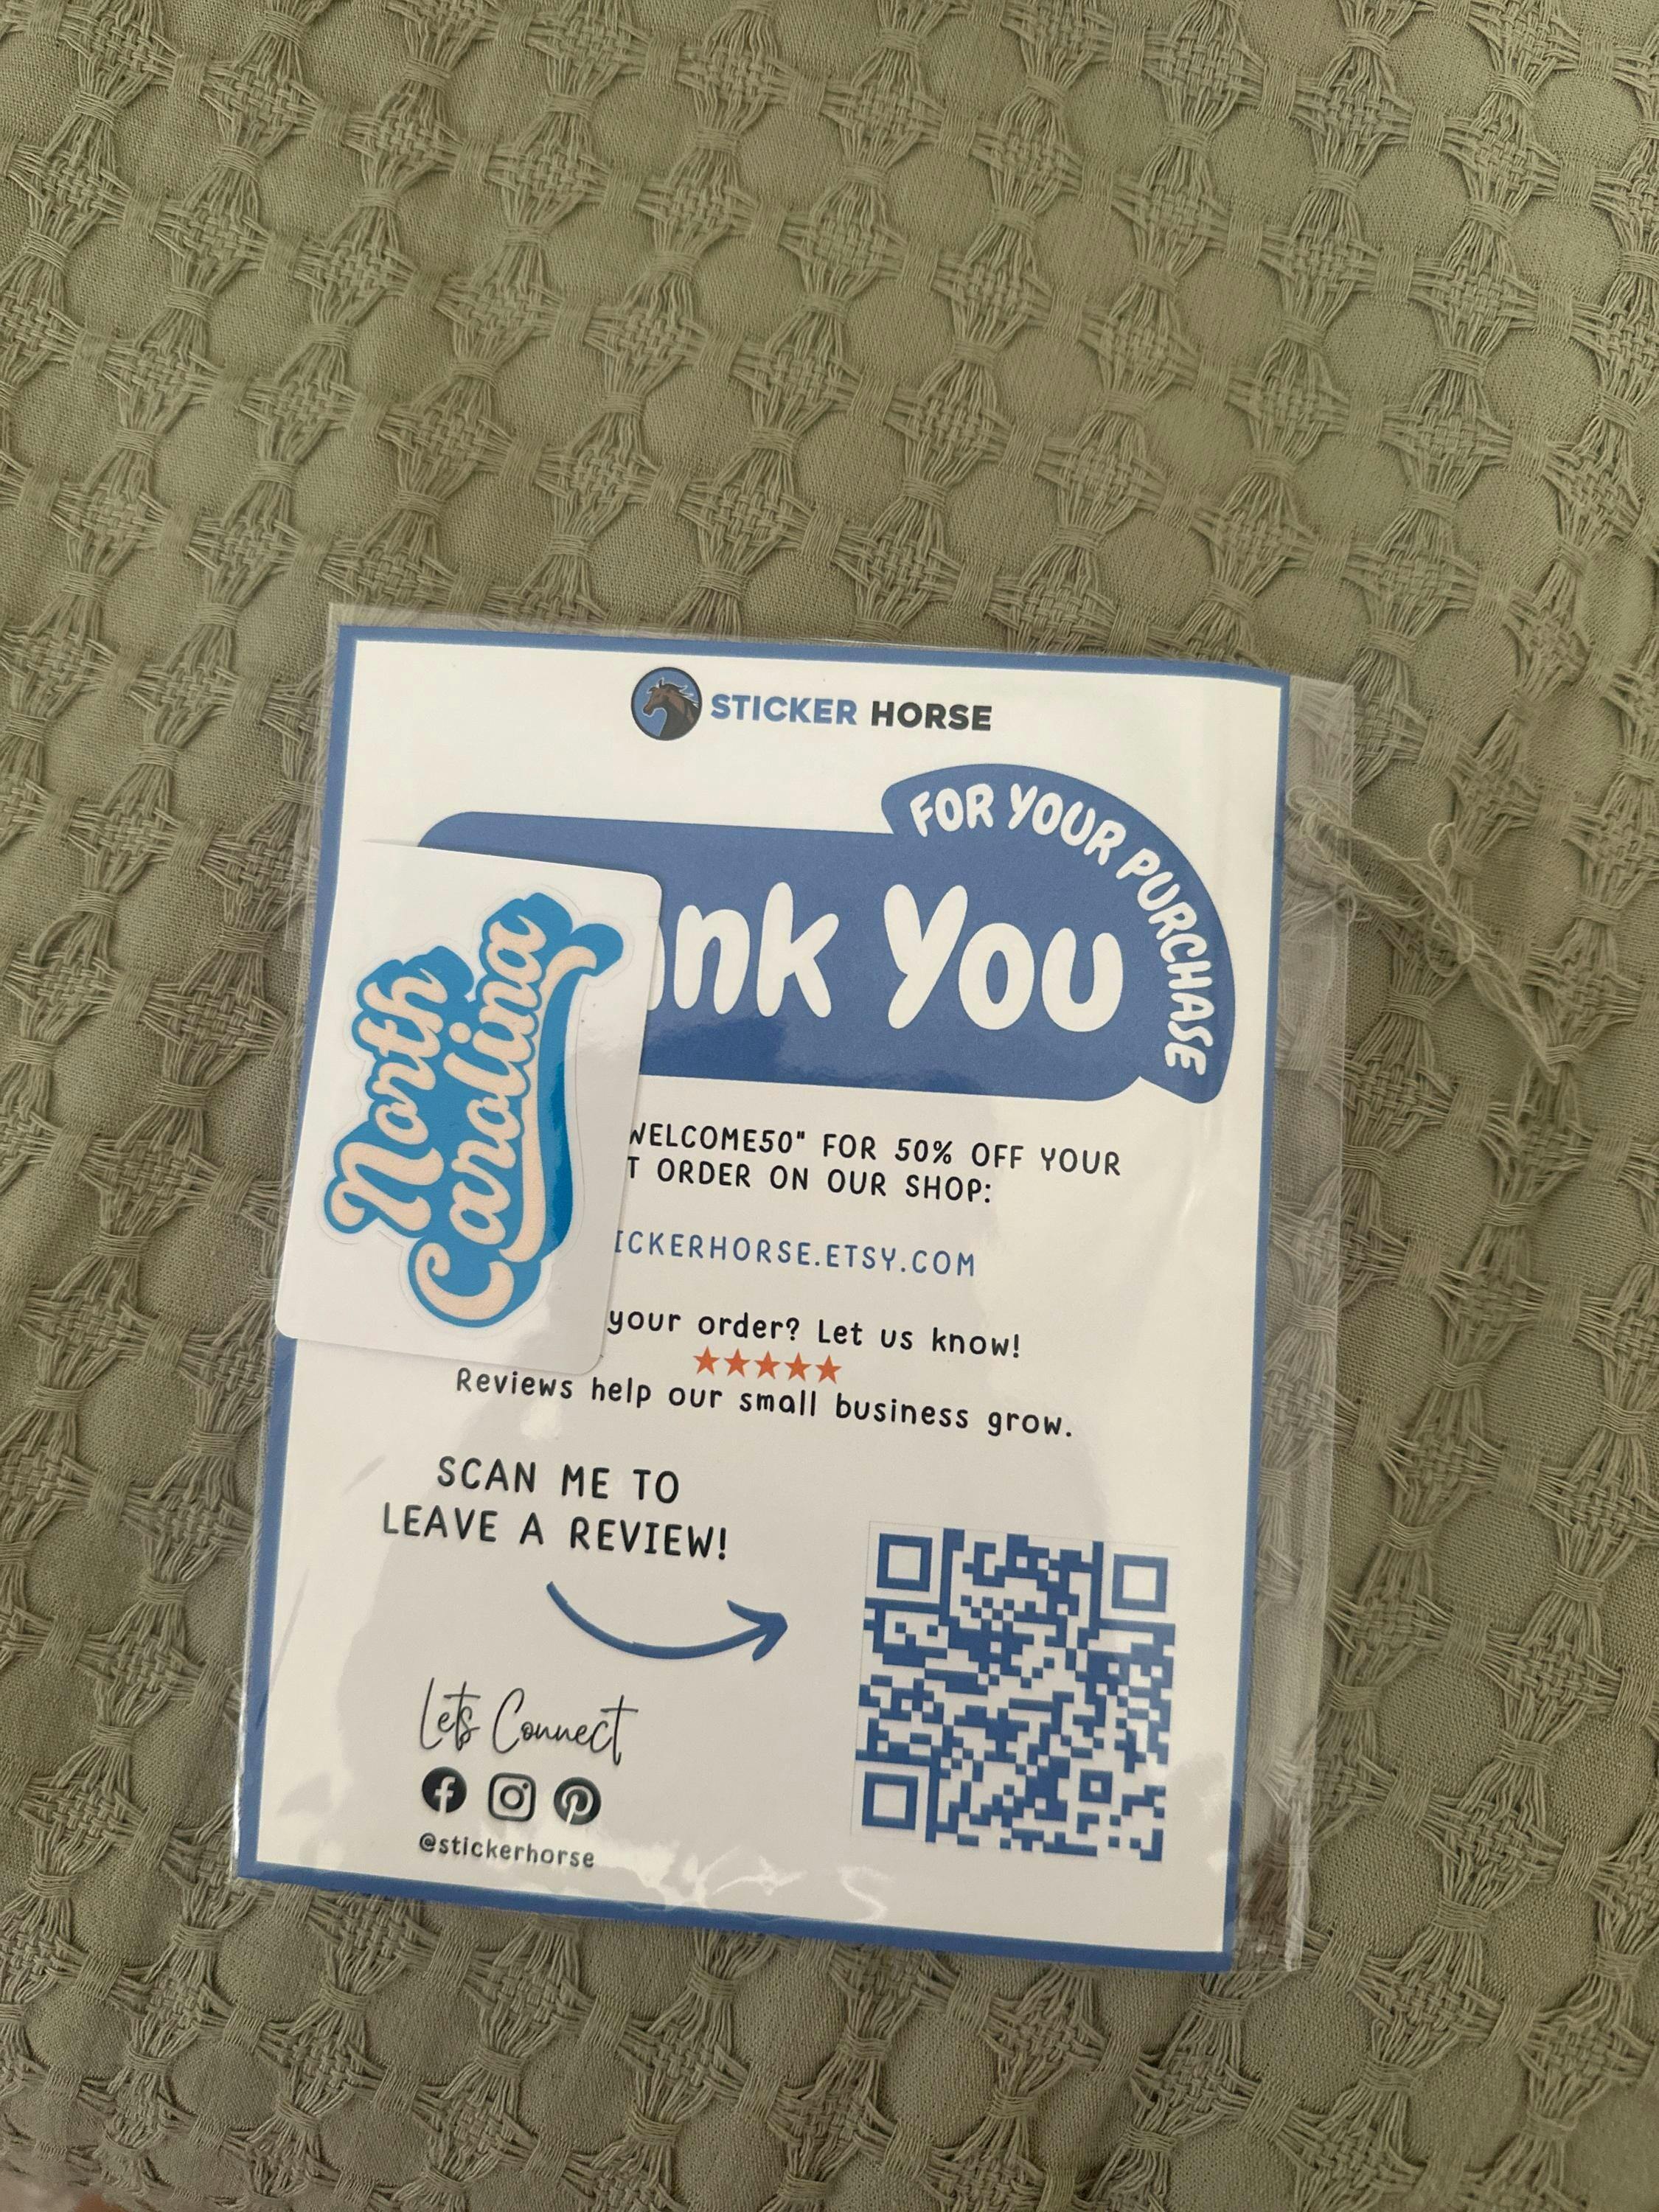 STICKER HORSE
FOR YOUR PURCHASE
You
North
Carolina
WELCOME50" FOR 50% OFF YOUR
ORDER ON OUR SHOP:
ICKERHORSE.ETSY.COM
your order? Let us know!
Reviews help our small business grow.
SCAN ME TO
LEAVE A REVIEW!
Let's Connect
@stickerhorse